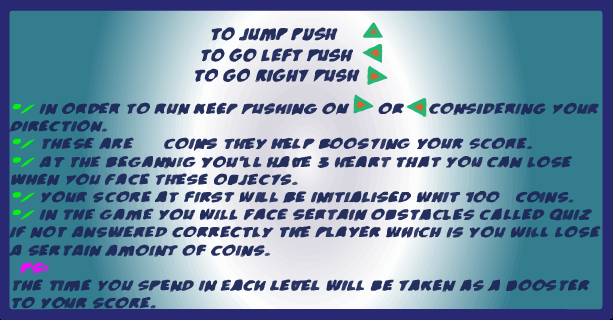 TO JUMP PUSH
TO GO LEFT PUSH
TO GO RIGHT PUSH
°/ IN ORDER TO RUN KEEP PUSHING ON OR CONSIDERING YOUR
DIRECTION.
°/ THESE ARE COINS THEY HELP BOOSTING YOUR SCORE.
°/ AT THE BEGANNIG YOU'LL HAVE 3 HEART THAT YOU CAN LOSE
WHEN YOU FACE THESE OBJECTS.
°/ YOUR SCORE AT FIRST WILL BE INITIALISED WHIT 100 COINS.
°/ IN THE GAME YOU WILL FACE SERTAIN OBSTACLES CALLED QUIZ
IF NOT ANSWERED CORRECTLY THE PLAYER WHICH IS YOU WILL LOSE
A SERTAIN AMOINT OF COINS.
PS:
THE TIME YOU SPEND IN EACH LEVEL WILL BE TAKEN AS A BOOSTER
TO YOUR SCORE.